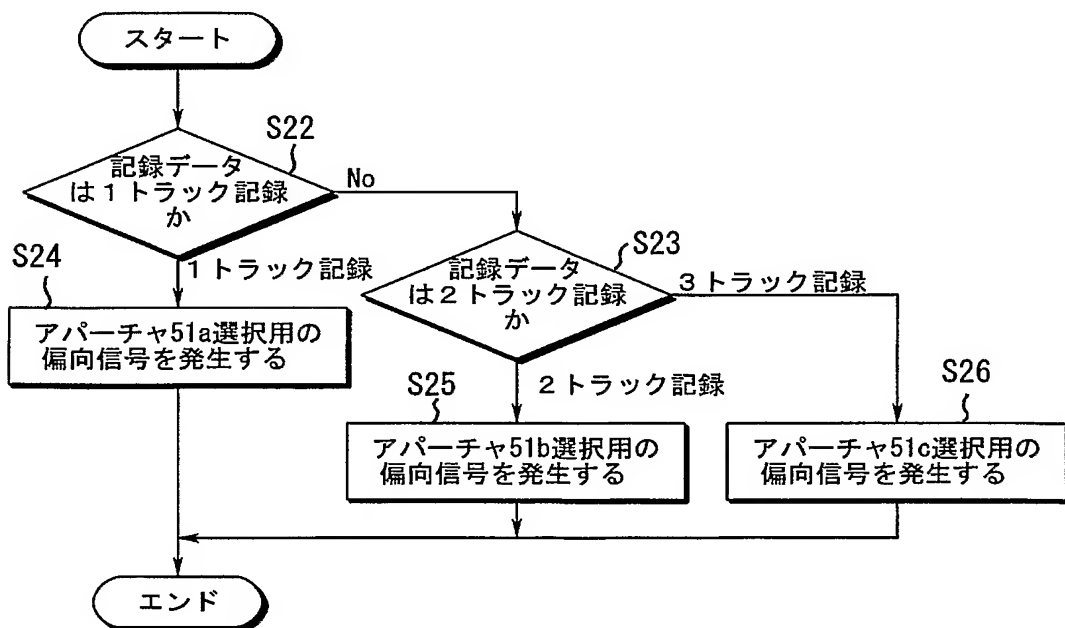 スタート
S22
記録データ
は１トラック記録
か
No
S23
記録データ
は２トラック記録
か
S24
１トラック記録
３トラック記録
アパーチャ51a選択用の
偏向信号を発生する
２トラック記録
S25
S26
アパーチャ51b選択用の
偏向信号を発生する
アパーチャ51c選択用の
偏向信号を発生する
エンド